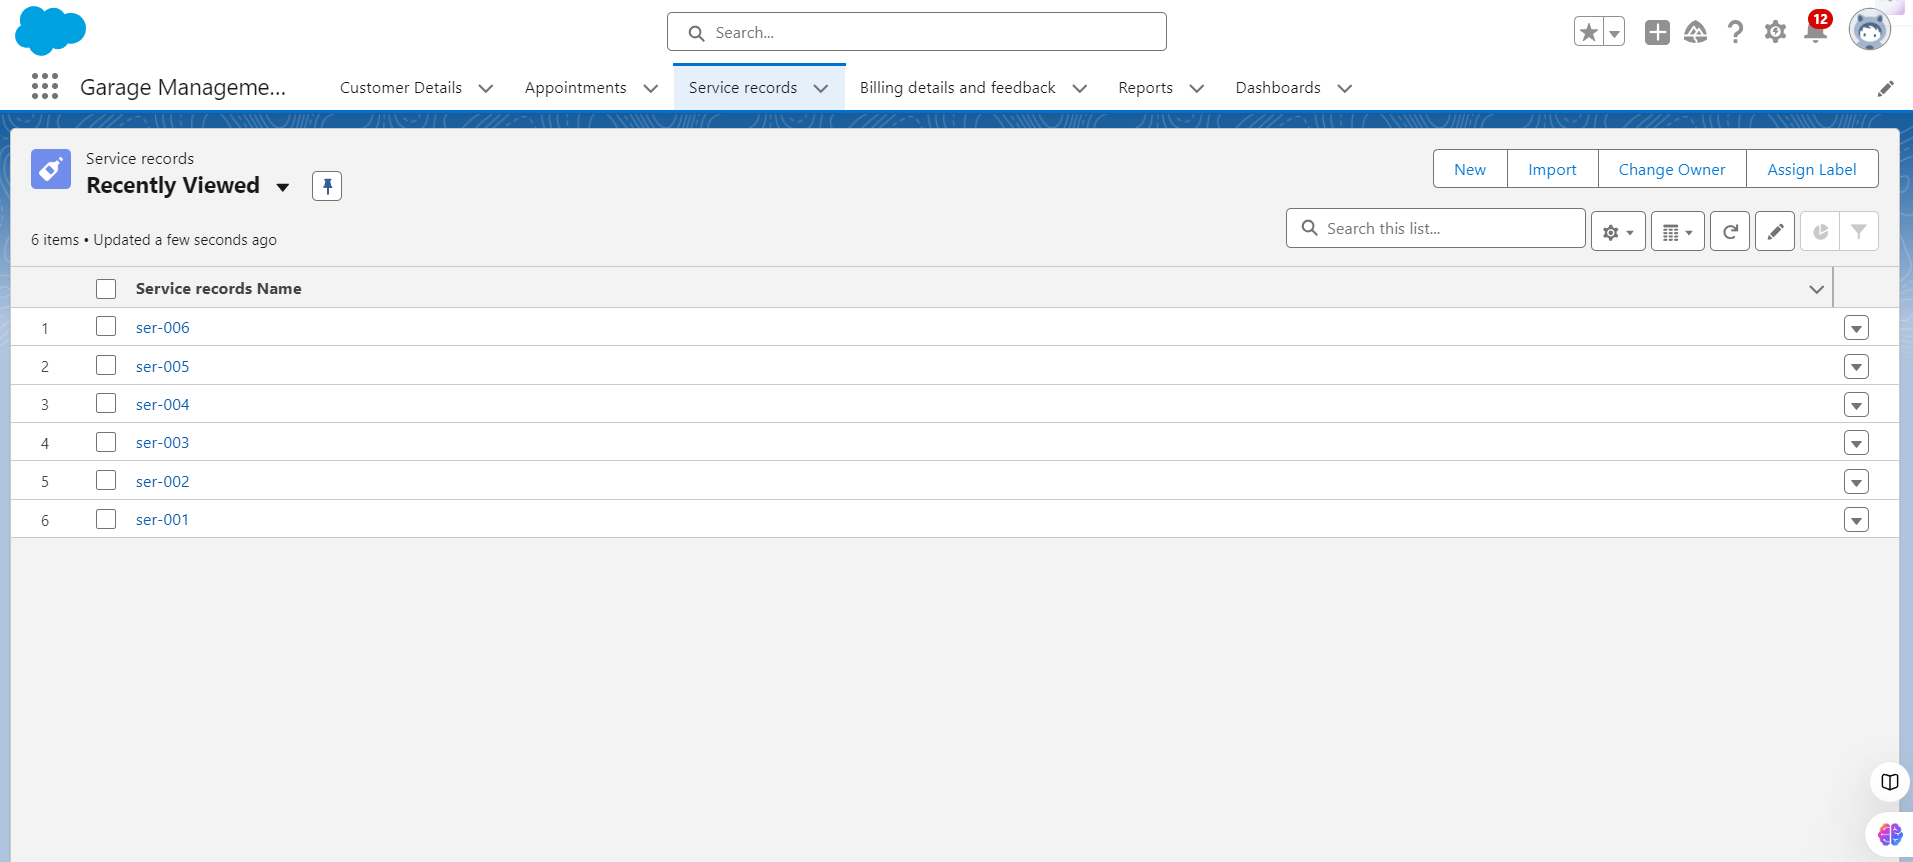 Search...
12
Garage Manageme...
Customer Details
Appointments
Service records
Billing details and feedback
Reports
Dashboards
Service records
Recently Viewed
New
Import
Change Owner
Assign Label
6 items • Updated a few seconds ago
Search this list...
Service records Name
1 ser-006
2 ser-005
3 ser-004
4 ser-003
5 ser-002
6 ser-001